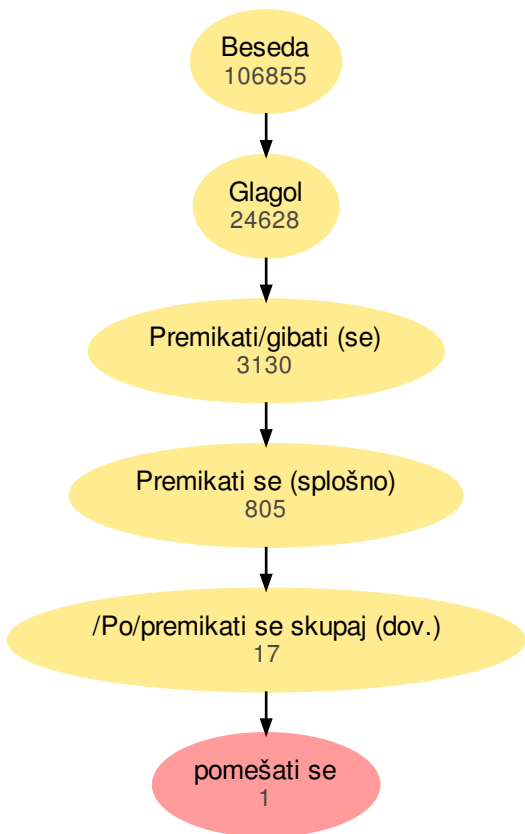 Beseda
106855
Glagol
24628
Premikati/gibati (se)
3130
Premikati se (splošno)
805
/Po/premikati se skupaj (dov.)
17
pomešati se
1